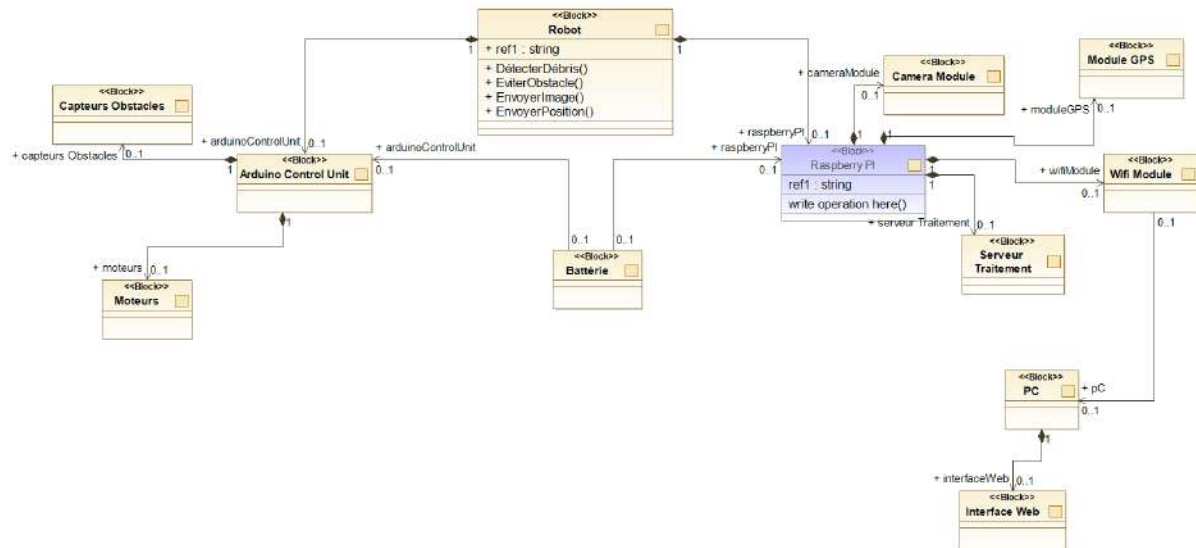 <<Block>>
Robot
+ ref1 : string
+ DétecterDébris()
+ EviterObstacle()
+ EnvoyerImage()
+ EnvoyerPosition()
1
1
<<Block>>
Capteurs Obstacles
+ capteurs Obstacles
0..1
+ arduinoControlUnit
0..1
1
<<Block>>
Arduino Control Unit
1
+ arduinoControlUnit
0..1
+ moteurs
0..1
<<Block>>
Moteurs
0..1
0..1
<<Block>>
Battérie
+ raspberryPI
0..1
+ raspberryPI
0..1
<<Block>>
Raspberry PI
ref1 : string
write operation here()
1
1
1
1
+ cameraModule
0..1
<<Block>>
Camera Module
<<Block>>
Module GPS
+ moduleGPS
0..1
+ wifiModule
0..1
<<Block>>
Wifi Module
0..1
+ serveur Traitement
0..1
<<Block>>
Serveur
Traitement
<<Block>>
PC
+ pC
0..1
1
+ interfaceWeb
0..1
<<Block>>
Interface Web